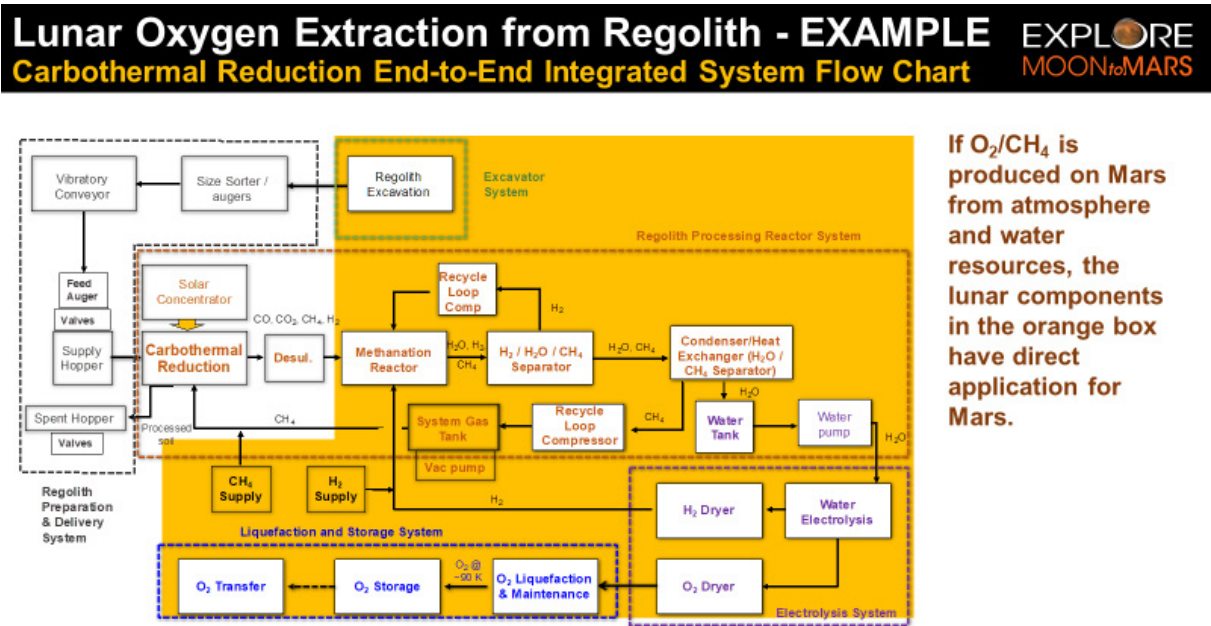 Lunar Oxygen Extraction from Regolith - EXAMPLE
Carbothermal Reduction End-to-End Integrated System Flow Chart
EXPLORE
MOONtoMARS
Vibratory
Conveyor
Size Sorter /
augers
Regolith
Excavation
Excavator
System
Regolith Processing Reactor System
Feed
Auger
Valves
Supply
Hopper
Spent Hopper
Valves
Processed
soil
Regolith
Preparation
& Delivery
System
Solar
Concentrator
Carbothermal
Reduction
CO, CO₂, CH₄, H₂
Desul.
Methanation
Reactor
Recycle
Loop
Comp
H₂
H₂O, H₂,
CH₄
H₂ / H₂O / CH₄
Separator
H₂O, CH₄
Condenser/Heat
Exchanger (H₂O /
CH₄ Separator)
H₂O
CH₄
CH₄
System Gas
Tank
Vac pump
Recycle
Loop
Compressor
Water
Tank
Water
pump
H₂O
CH₄
Supply
H₂
Supply
H₂
H₂ Dryer
Water
Electrolysis
Liquefaction and Storage System
O₂ Transfer
O₂ Storage
O₂ @
~90 K
O₂ Liquefaction
& Maintenance
O₂ Dryer
Electrolysis System
If O₂/CH₄ is
produced on Mars
from atmosphere
and water
resources, the
lunar components
in the orange box
have direct
application for
Mars.